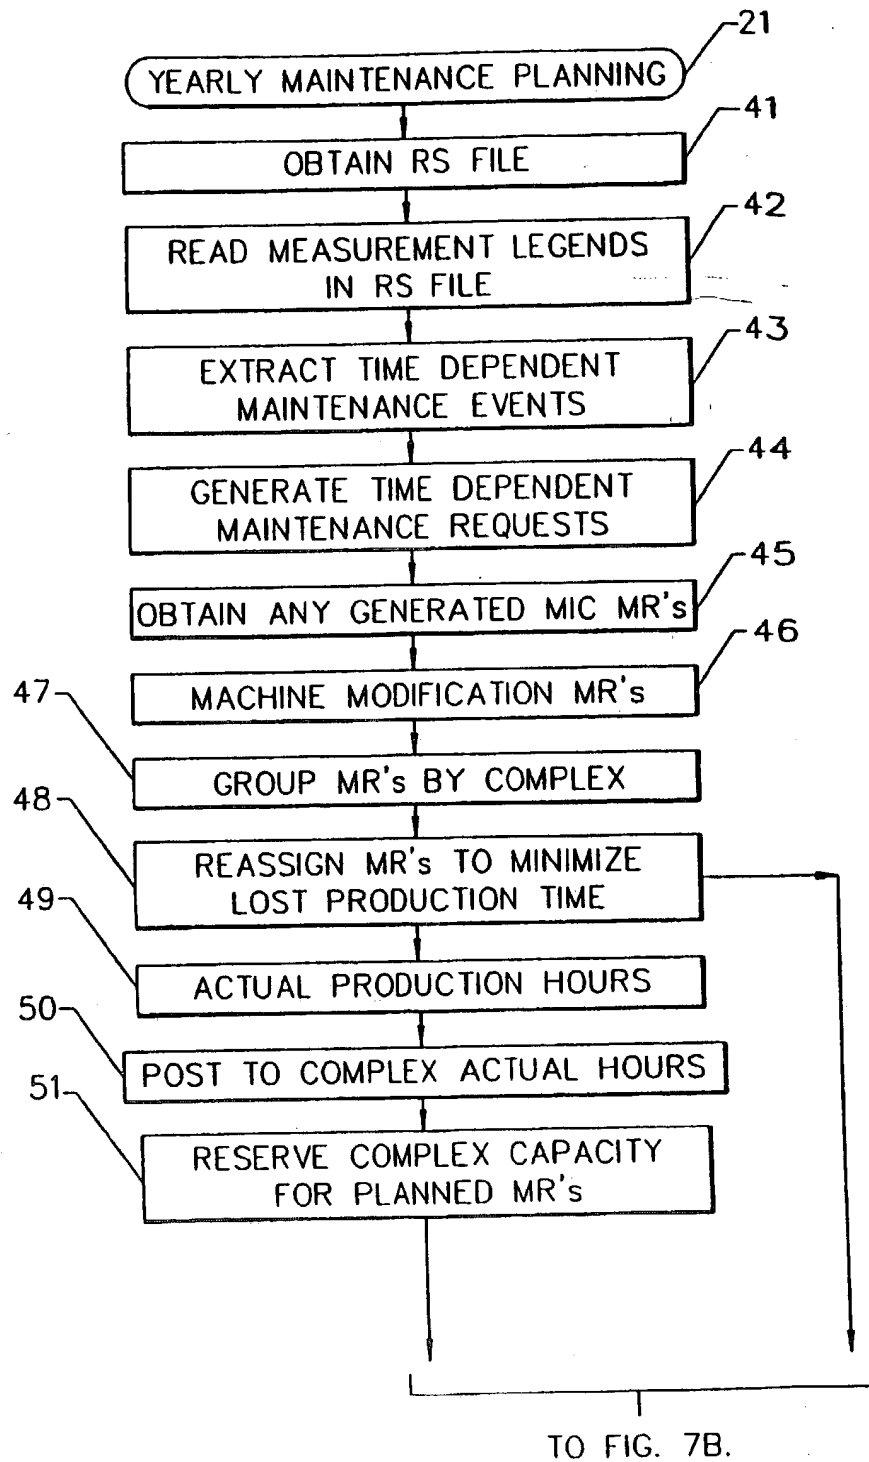 21
YEARLY MAINTENANCE PLANNING
41
OBTAIN RS FILE
42
READ MEASUREMENT LEGENDS
IN RS FILE
43
EXTRACT TIME DEPENDENT
MAINTENANCE EVENTS
44
GENERATE TIME DEPENDENT
MAINTENANCE REQUESTS
45
OBTAIN ANY GENERATED MIC MR's
46
MACHINE MODIFICATION MR's
47
GROUP MR's BY COMPLEX
48
REASSIGN MR's TO MINIMIZE
LOST PRODUCTION TIME
49
ACTUAL PRODUCTION HOURS
50
POST TO COMPLEX ACTUAL HOURS
51
RESERVE COMPLEX CAPACITY
FOR PLANNED MR's
TO FIG. 7B.